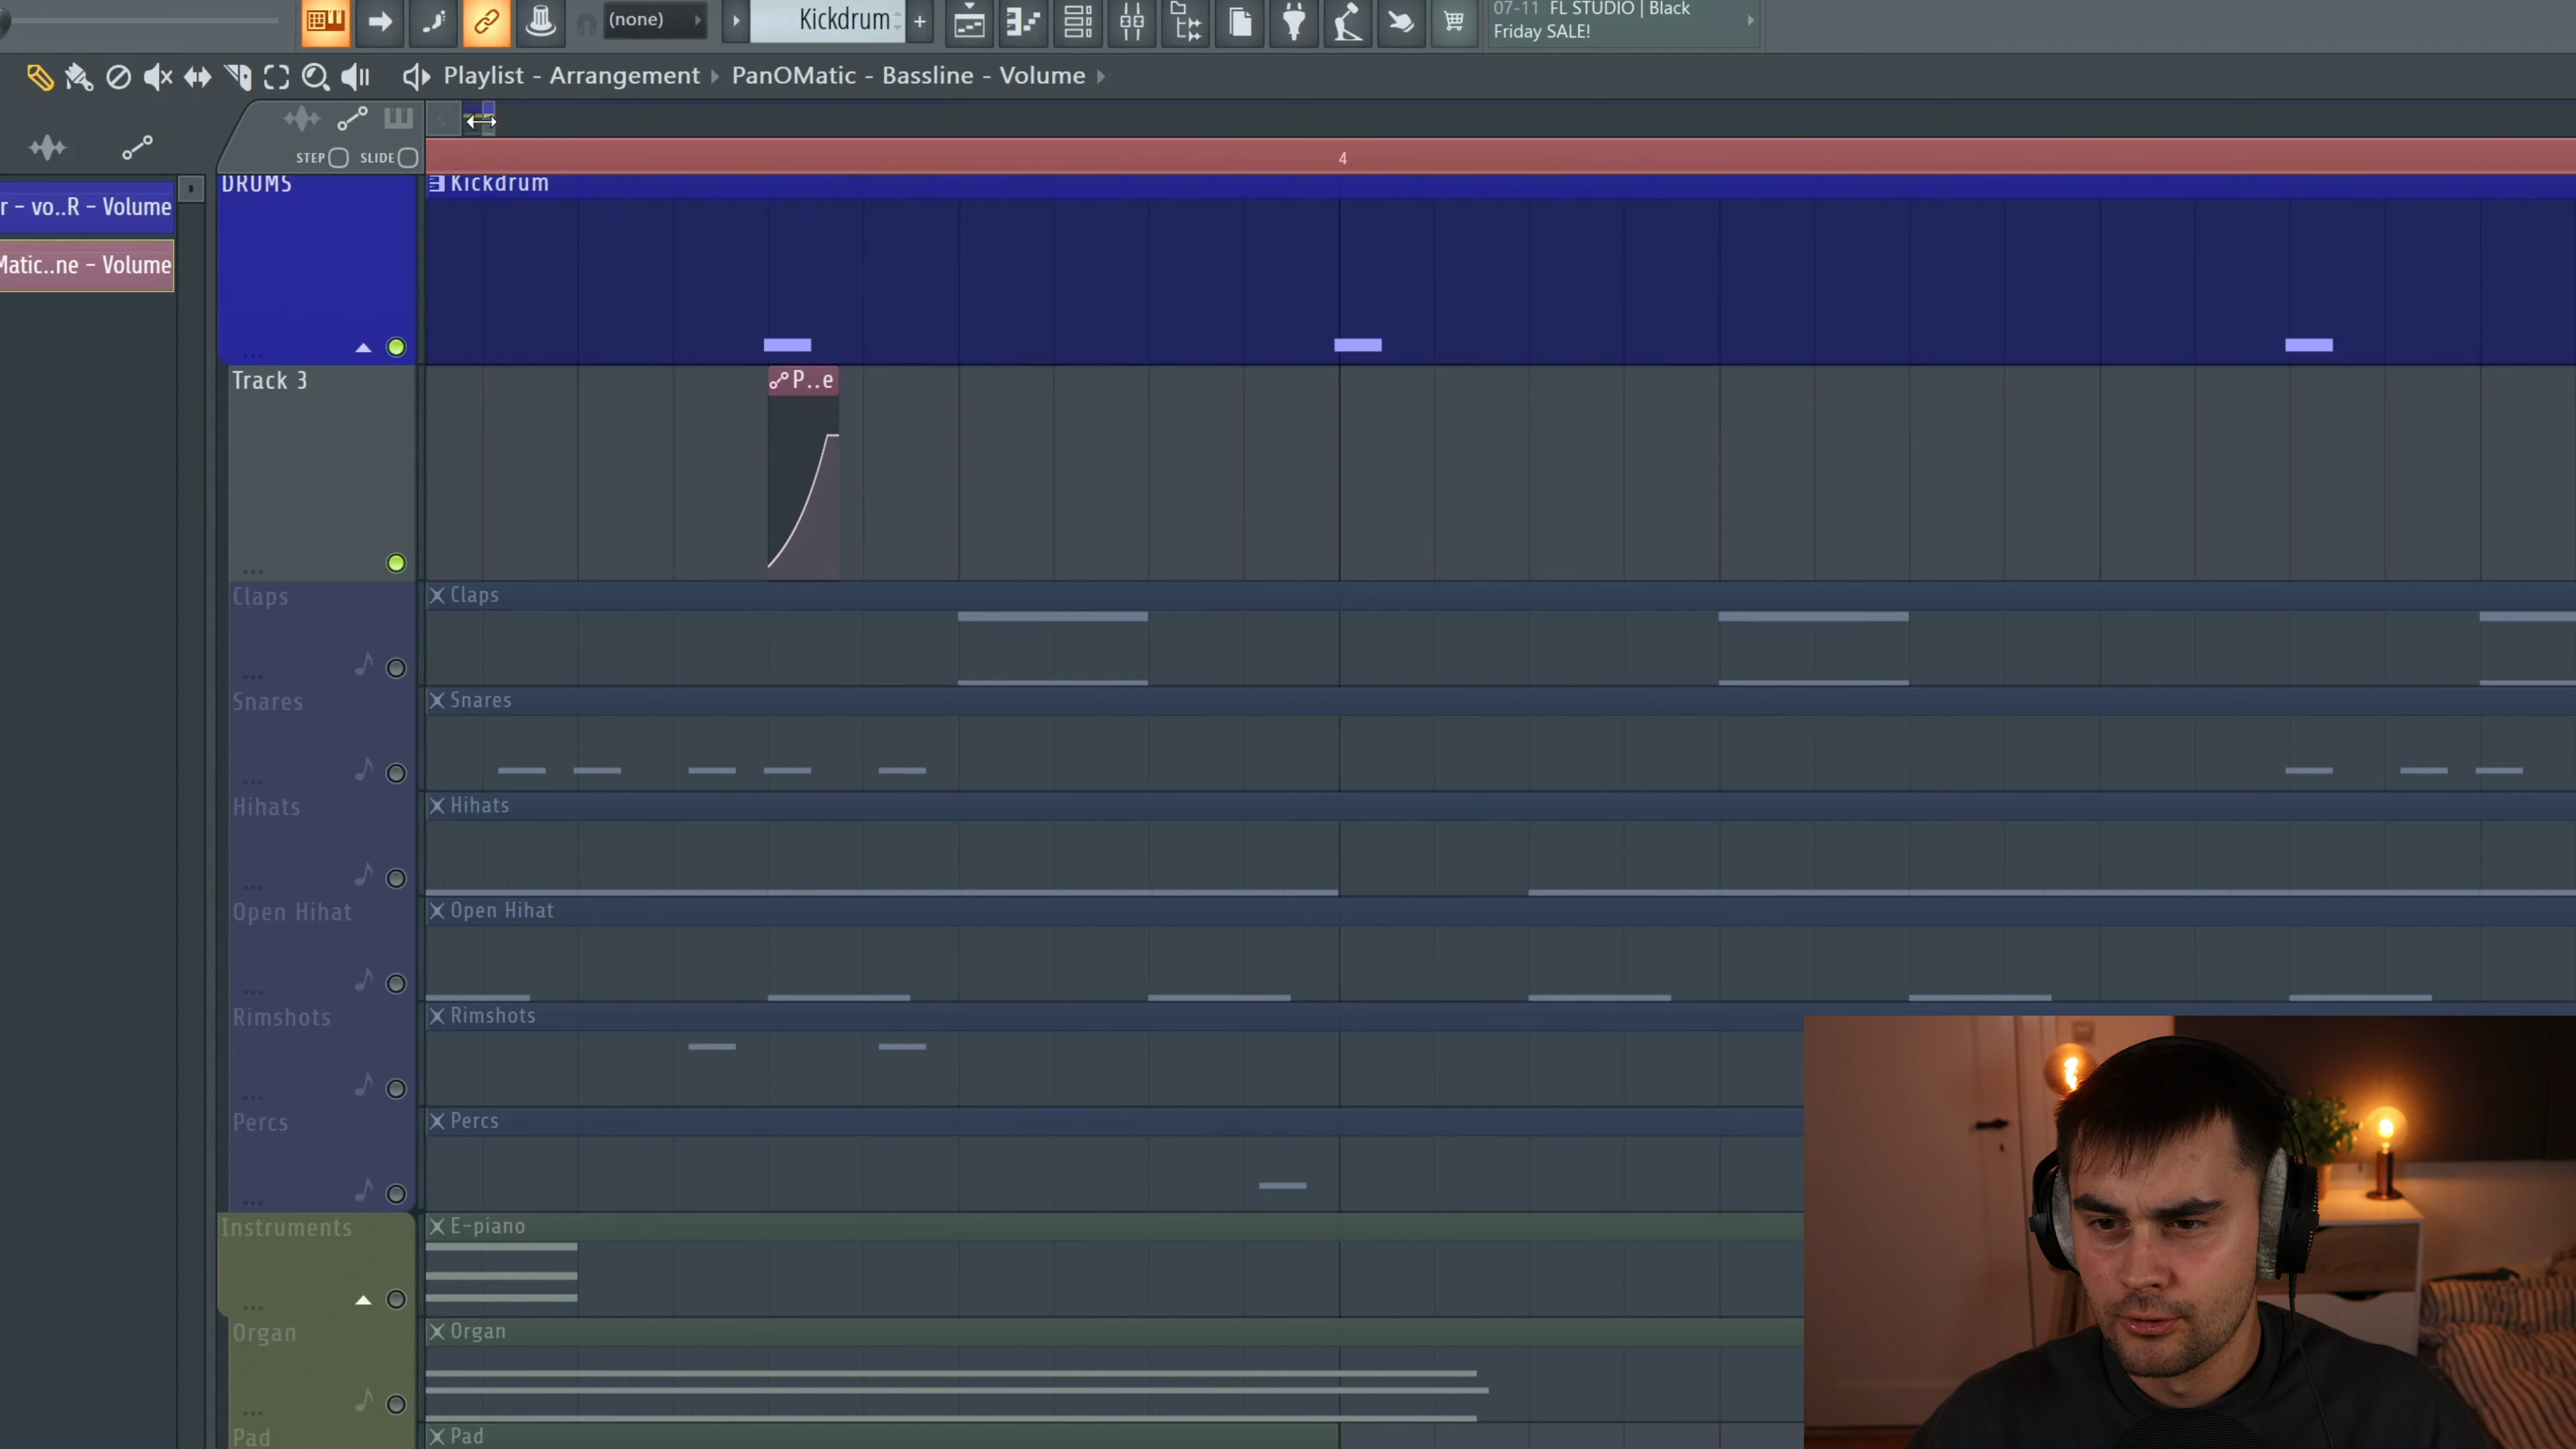 (none)
Kickdrum
07-11 FL STUDIO | Black
Friday SALE!
Playlist - Arrangement
PanOMatic - Bassline - Volume
STEP
SLIDE
4
r - vo..R - Volume
Matic..ne - Volume
DRUMS
Kickdrum
Track 3
P..e
Claps
Claps
Snares
Snares
Hihats
Hihats
Open Hihat
Open Hihat
Rimshots
Rimshots
Percs
Percs
Instruments
E-piano
Organ
Organ
Pad
Pad